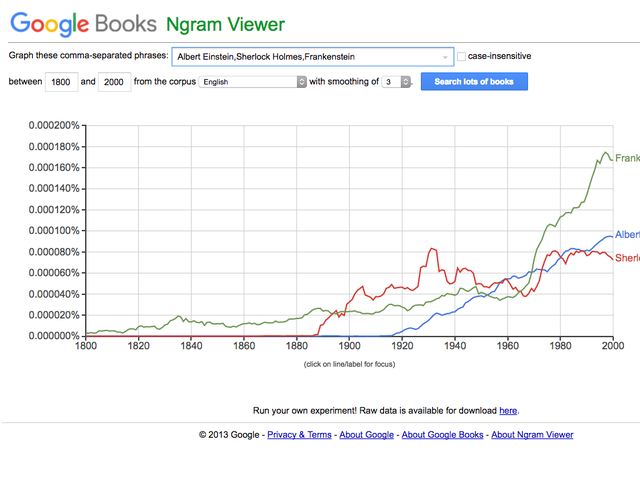 Google Books Ngram Viewer
Graph these comma-separated phrases: Albert Einstein,Sherlock Holmes,Frankenstein case-insensitive
between 1800 and 2000 from the corpus English with smoothing of 3 . Search lots of books
0.000200%
0.000180%
0.000160%
0.000140%
0.000120%
0.000100%
0.000080%
0.000060%
0.000040%
0.000020%
0.000000%
Frank
Albert
Sherlo
1800 1820 1840 1860 1880 1900 1920 1940 1960 1980 2000
(click on line/label for focus)
Run your own experiment! Raw data is available for download here.
© 2013 Google - Privacy & Terms - About Google - About Google Books - About Ngram Viewer